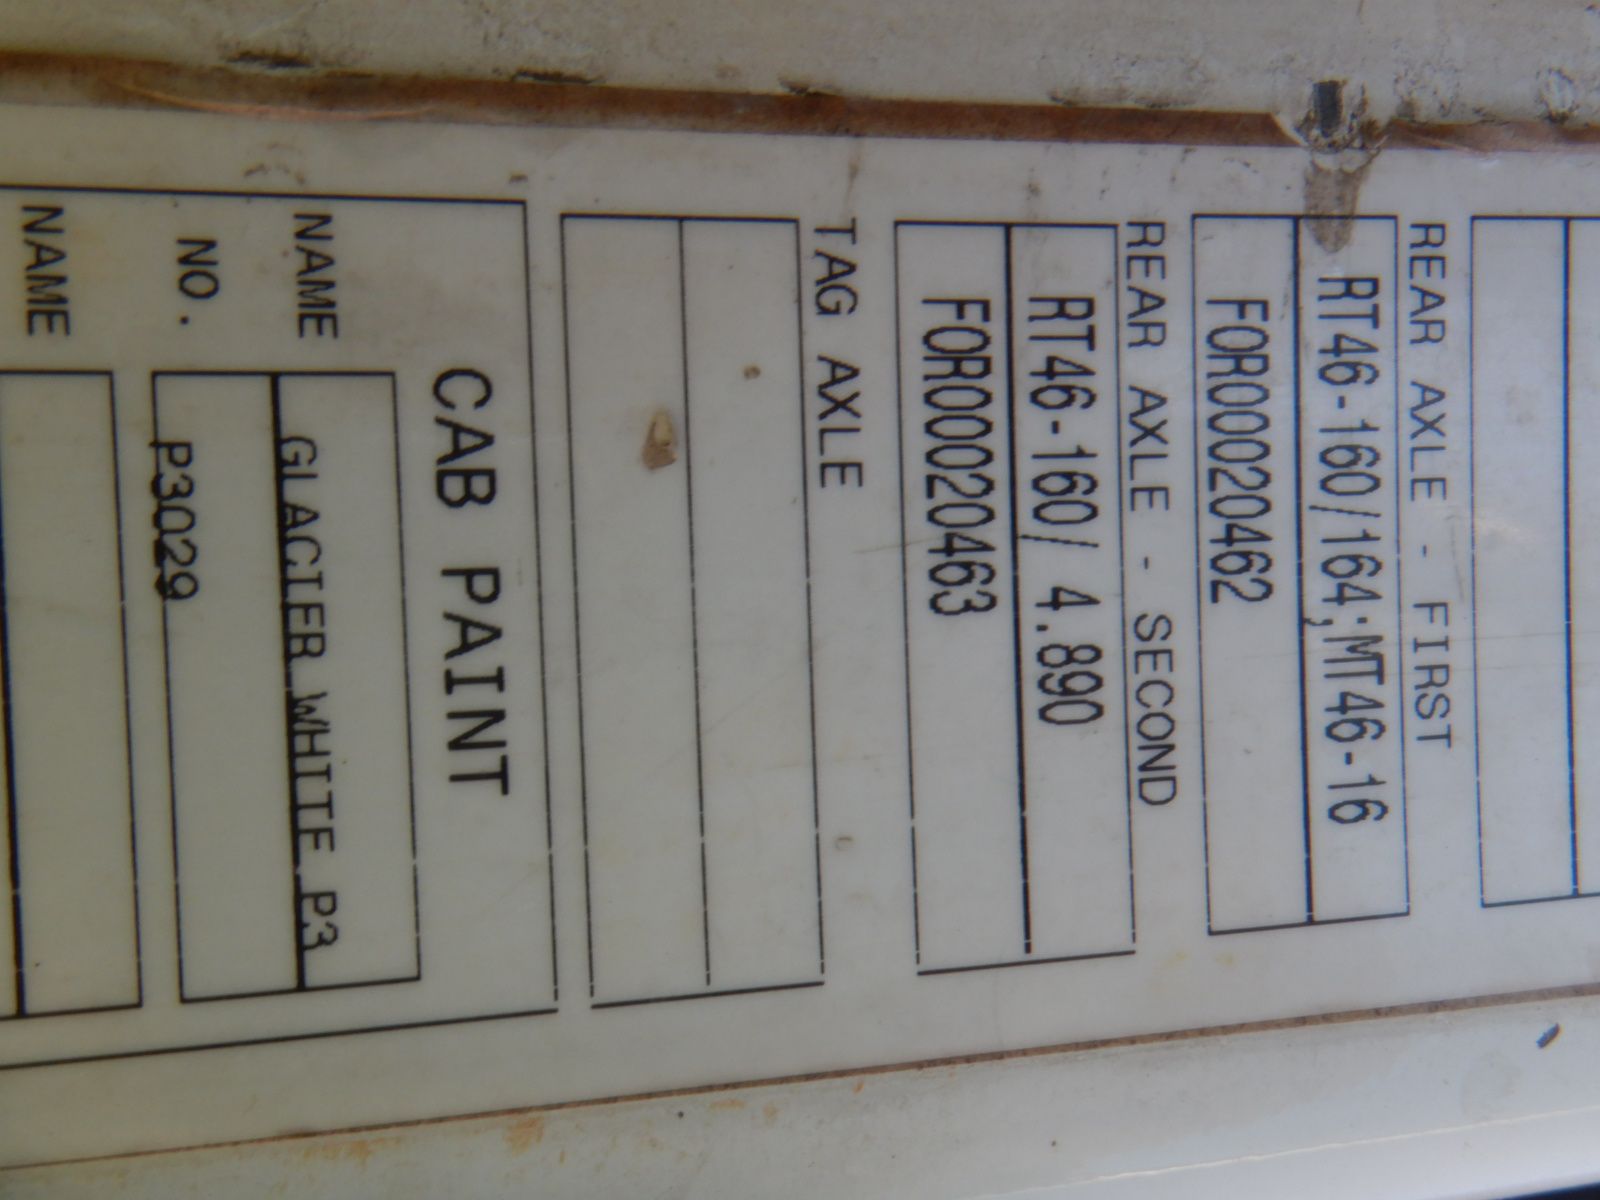 REAR AXLE - FIRST
RT46-160/164;MT46-16
FOR00020462
REAR AXLE - SECOND
RT46-160/ 4.890
FOR00020463
TAG AXLE
CAB PAINT
NAME GLACIER WHITE P3
NO. P3029
NAME